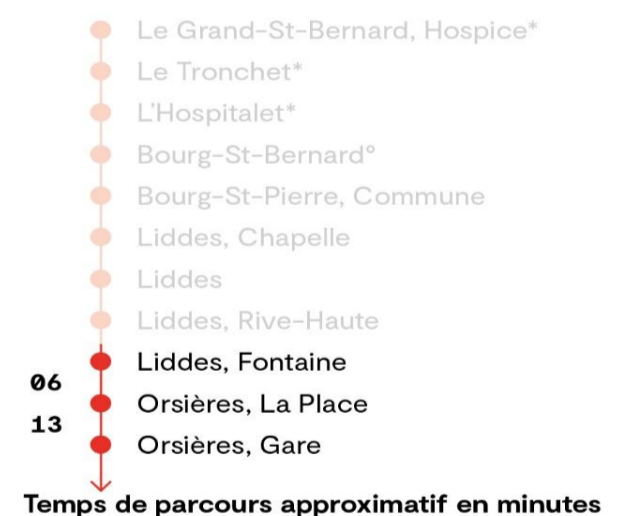 Le Grand-St-Bernard, Hospice*
Le Tronchet*
L'Hospitalet*
Bourg-St-Bernard°
Bourg-St-Pierre, Commune
Liddes, Chapelle
Liddes
Liddes, Rive-Haute
Liddes, Fontaine
06
Orsières, La Place
13
Orsières, Gare
Temps de parcours approximatif en minutes